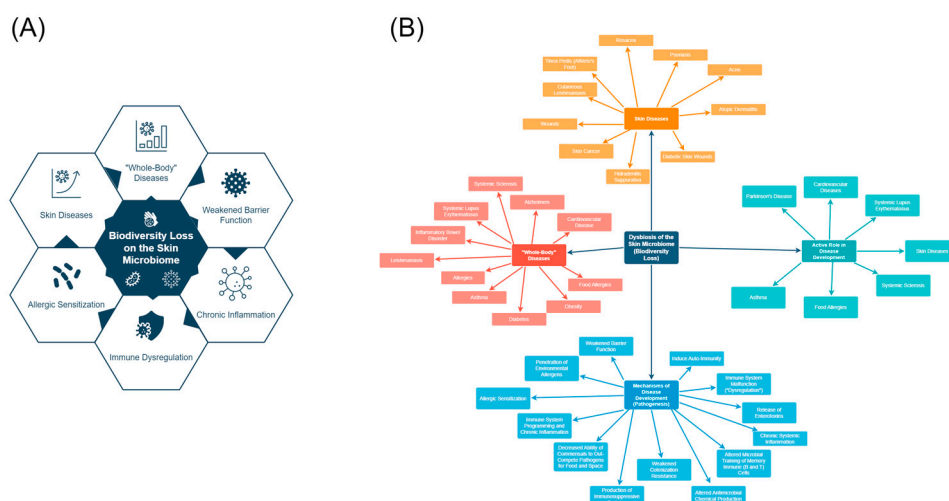 (A)
"Whole-Body"
Diseases
Skin Diseases
Weakened Barrier
Function
Biodiversity Loss
on the Skin
Microbiome
Allergic Sensitization
Chronic Inflammation
Immune Dysregulation
(B)
Rosacea
Psoriasis
Tinea Pedis (Athlete's
Foot)
Acne
Cutaneous
Leishmaniasis
Atopic Dermatitis
Skin Diseases
Wounds
Skin Cancer
Diabetic Skin Wounds
Hidradenitis
Suppurativa
Systemic Sclerosis
Alzheimers
Systemic Lupus
Erythematosus
Cardiovascular
Disease
Inflammatory Bowel
Disorder
"Whole-Body"
Diseases
Leishmaniasis
Allergies
Food Allergies
Asthma
Obesity
Diabetes
Dysbiosis of
the Skin Microbiome
(Biodiversity
Loss)
Parkinson's Disease
Cardiovascular
Diseases
Systemic Lupus
Erythematosus
Active Role in
Disease
Development
Skin Diseases
Systemic Sclerosis
Asthma
Food Allergies
Weakened Barrier
Function
Induce Auto-Immunity
Penetration of
Environmental
Allergens
Immune System
Malfunction
("Dysregulation")
Mechanisms of
Disease
Development
(Pathogenesis)
Allergic Sensitization
Release of
Enterotoxins
Immune System
Programming and
Chronic Inflammation
Chronic Systemic
Inflammation
Decreased Ability of
Commensals to Out-
Compete Pathogens
for Food and Space
Weakened
Colonization
Resistance
Altered Microbial
Training of Memory
Immune (B and T)
Cells
Production of
Immunosuppressive
Altered Antimicrobial
Chemical Production